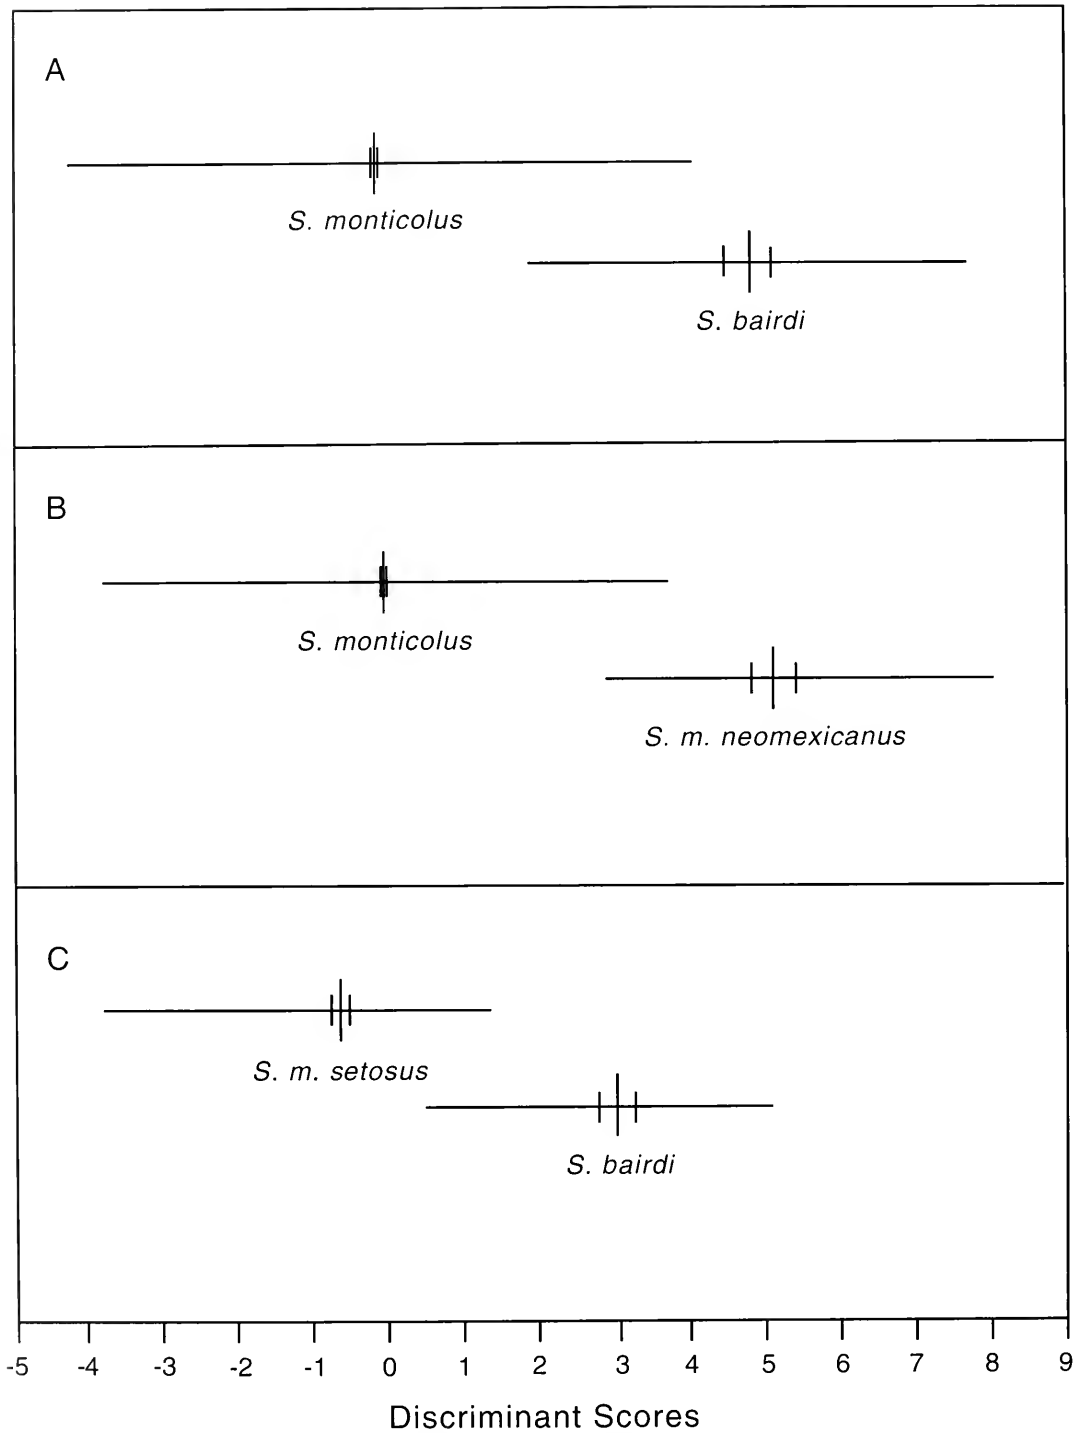 A
S. monticolus
S. bairdi
B
S. monticolus
S. m. neomexicanus
C
S. m. setosus
S. bairdi
-5 -4 -3 -2 -1 0 1 2 3 4 5 6 7 8 9
Discriminant Scores